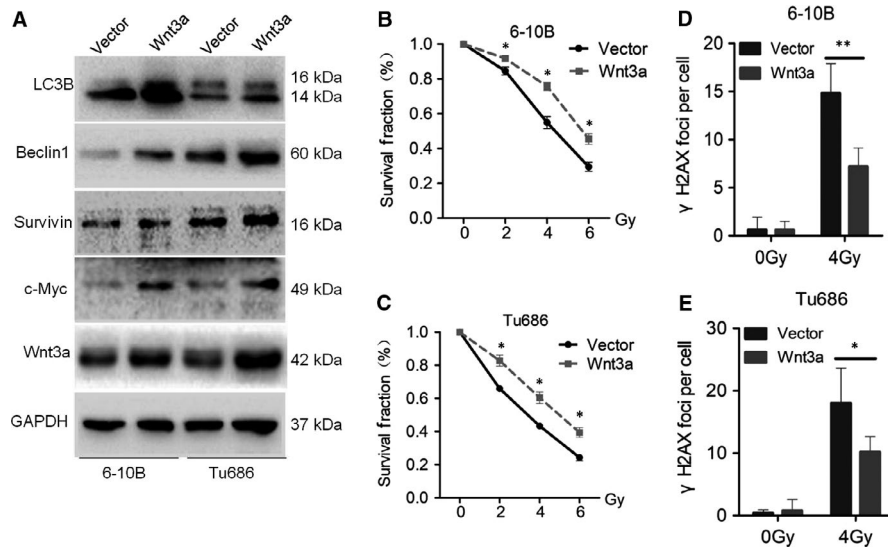 A
Vector
Wnt3a
Vector
Wnt3a
LC3B
16 kDa
14 kDa
Beclin1
60 kDa
Survivin
16 kDa
c-Myc
49 kDa
Wnt3a
42 kDa
GAPDH
37 kDa
6-10B
Tu686
B
6-10B
Survival fraction (%)
1.0
0.8
0.6
0.4
0.2
0.0
0
2
4
6
Gy
Vector
Wnt3a
*
*
*
C
Tu686
Survival fraction (%)
1.0
0.8
0.6
0.4
0.2
0.0
0
2
4
6
Gy
Vector
Wnt3a
*
*
*
D
6-10B
γ H2AX foci per cell
20
15
10
5
0
Vector
Wnt3a
**
0Gy
4Gy
E
Tu686
γ H2AX foci per cell
30
20
10
0
Vector
Wnt3a
*
0Gy
4Gy